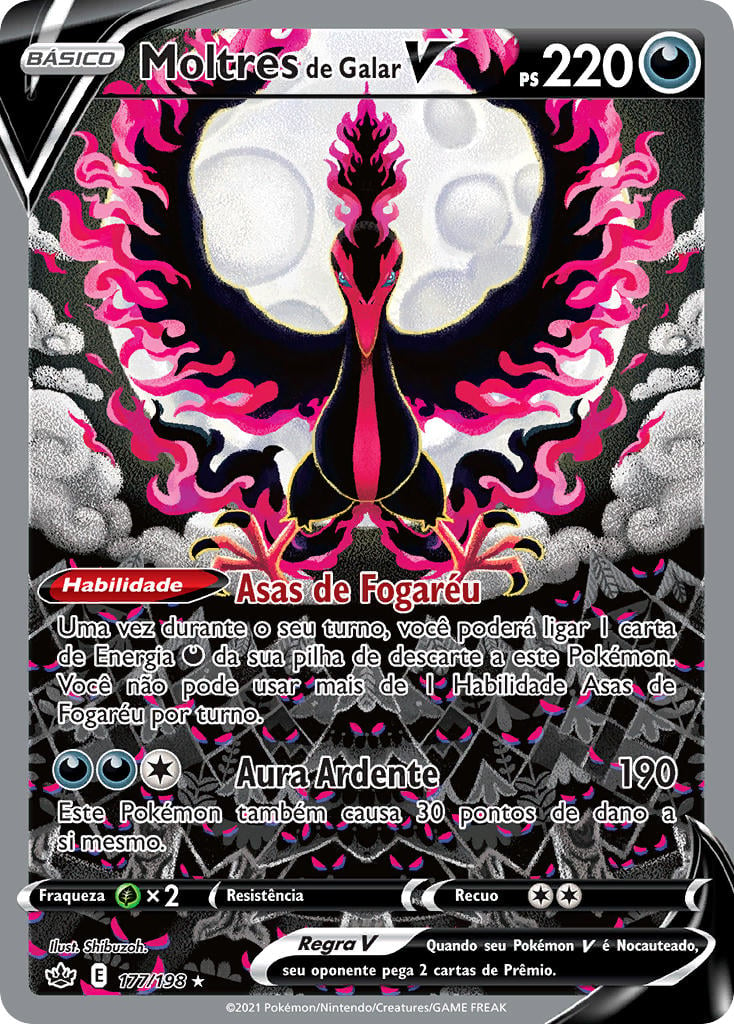 BÁSICO Moltres de Galar V PS 220
Habilidade Asas de Fogaréu
Uma vez durante o seu turno, você poderá ligar 1 carta
de Energia da sua pilha de descarte a este Pokémon.
Você não pode usar mais de 1 Habilidade Asas de
Fogaréu por turno.
Aura Ardente 190
Este Pokémon também causa 30 pontos de dano a
si mesmo.
Fraqueza ×2 Resistência Recuo
Ilust. Shibuzoh.
Regra V Quando seu Pokémon V é Nocauteado,
seu oponente pega 2 cartas de Prêmio.
E 177/198 ★
©2021 Pokémon/Nintendo/Creatures/GAME FREAK